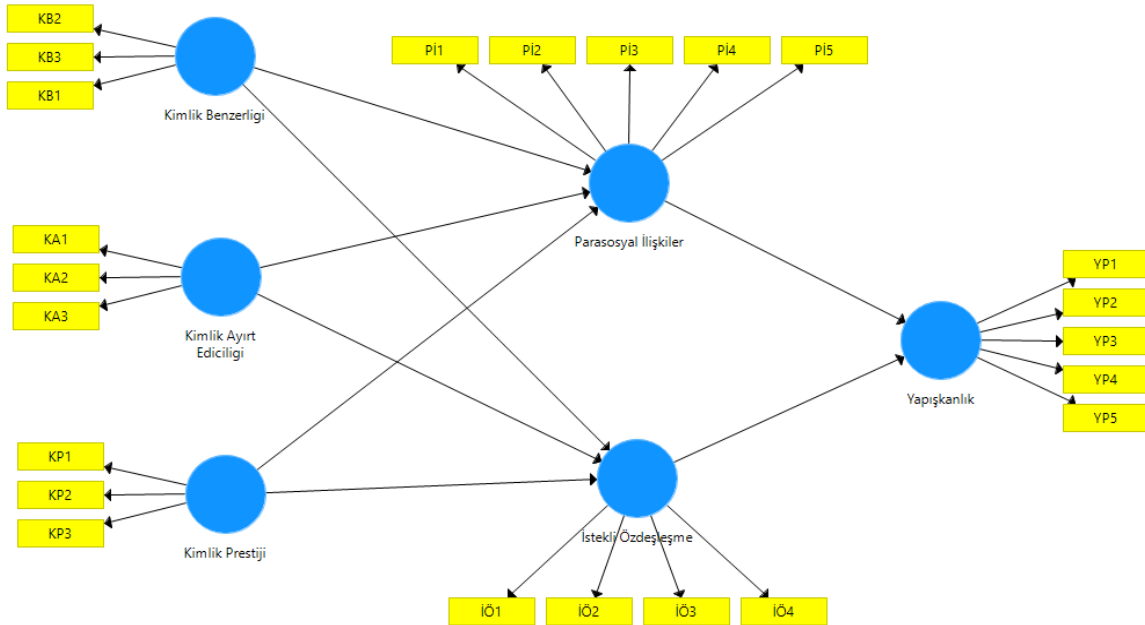 KB2
KB3
KB1
Kimlik Benzerligi
Pİ1
Pİ2
Pİ3
Pİ4
Pİ5
Parasosyal İlişkiler
KA1
KA2
KA3
Kimlik Ayırt
Ediciligi
YP1
YP2
YP3
YP4
YP5
Yapışkanlık
KP1
KP2
KP3
Kimlik Prestiji
İstekli Özdeşleşme
İÖ1
İÖ2
İÖ3
İÖ4